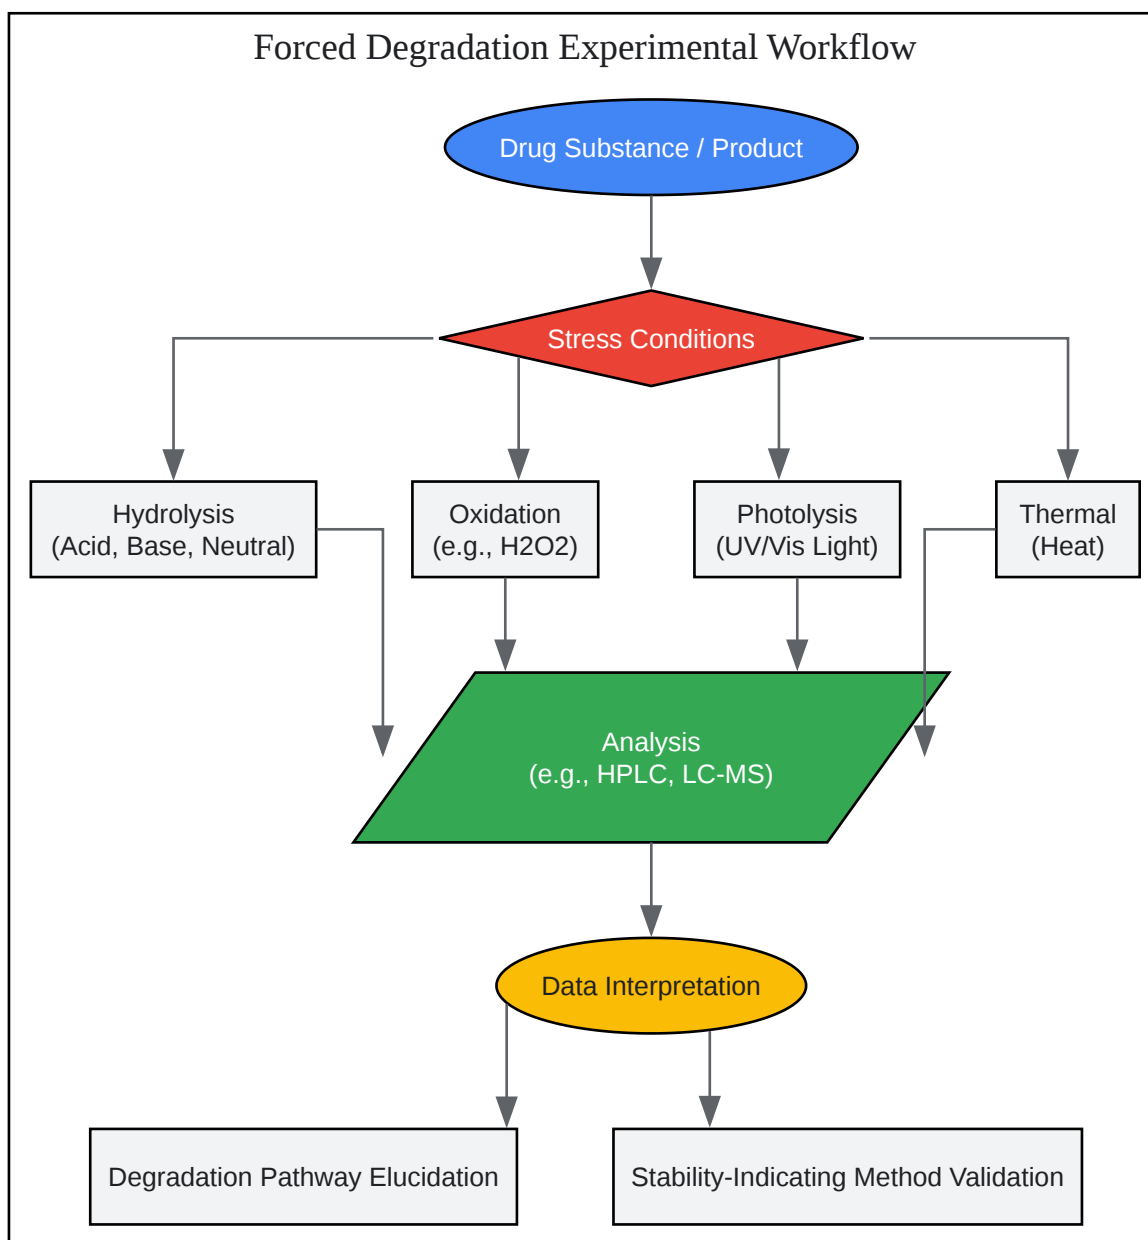 Forced Degradation Experimental Workflow
Drug Substance / Product
Stress Conditions
Hydrolysis
(Acid, Base, Neutral)
Oxidation
(e.g., H2O2)
Photolysis
(UV/Vis Light)
Thermal
(Heat)
Analysis
(e.g., HPLC, LC-MS)
Data Interpretation
Degradation Pathway Elucidation
Stability-Indicating Method Validation